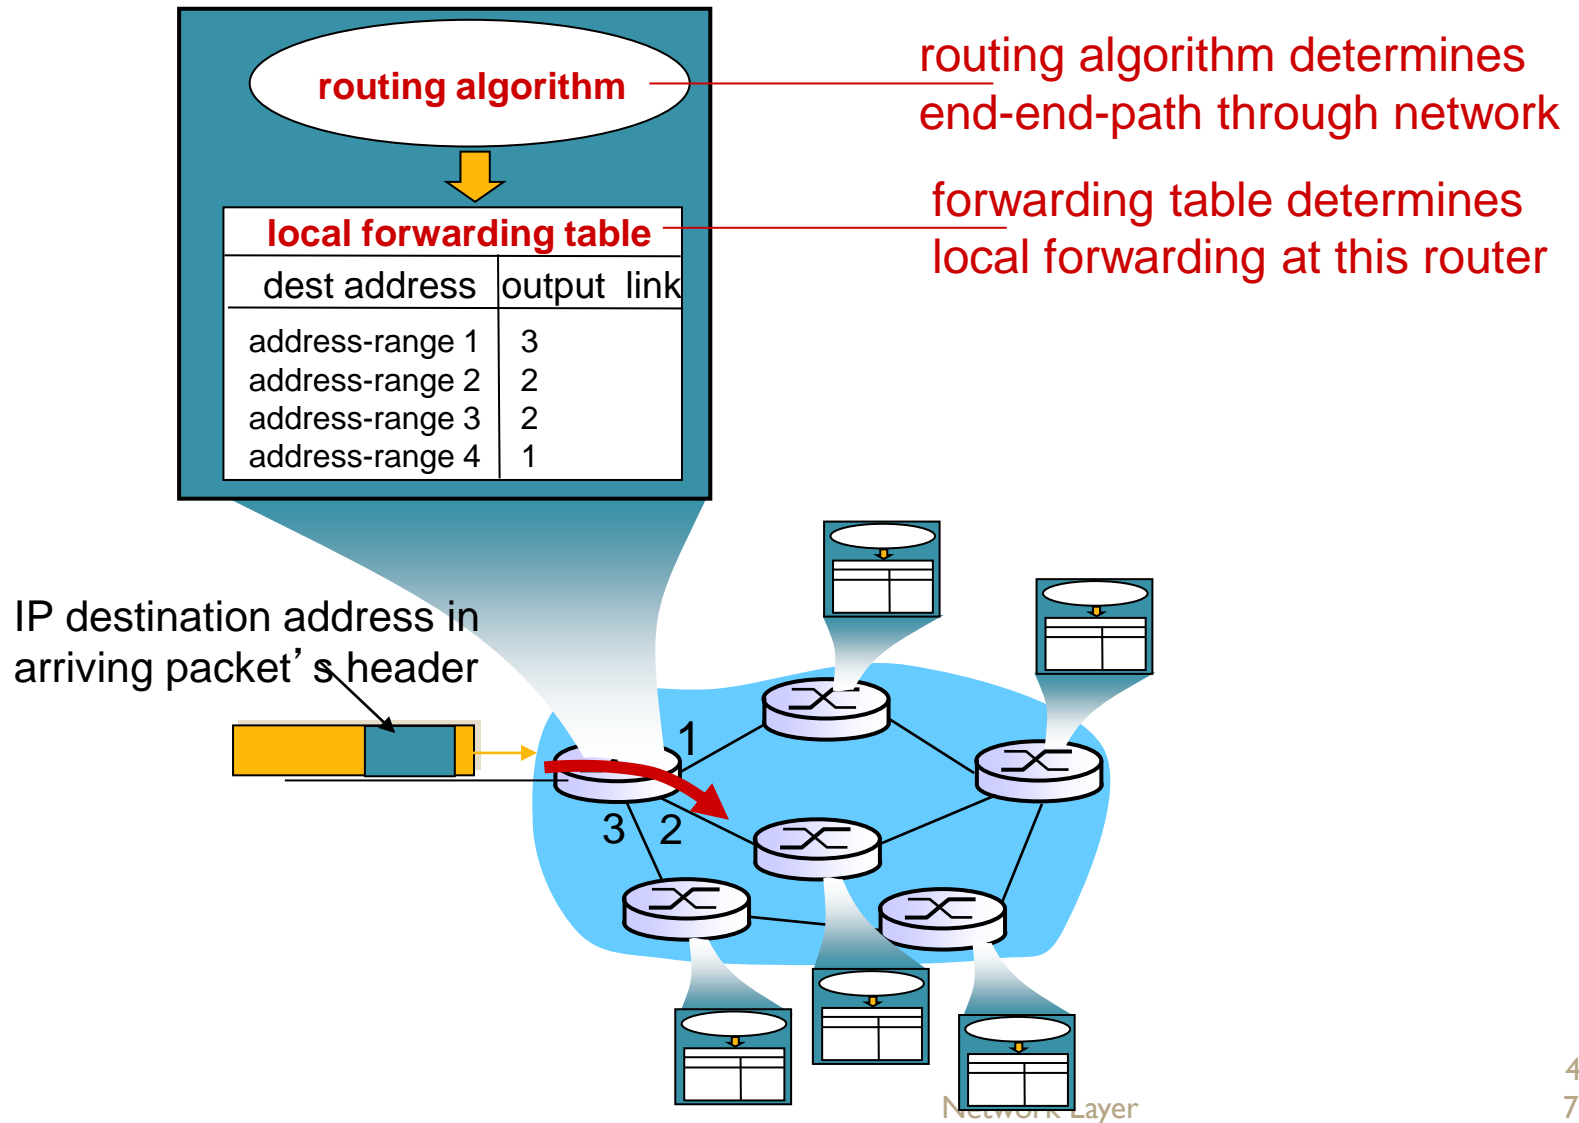 routing algorithm
routing algorithm determines
end-end-path through network
forwarding table determines
local forwarding at this router
local forwarding table
dest address output link
address-range 1 3
address-range 2 2
address-range 3 2
address-range 4 1
IP destination address in
arriving packet’s header
1
3 2
Network Layer
4
7